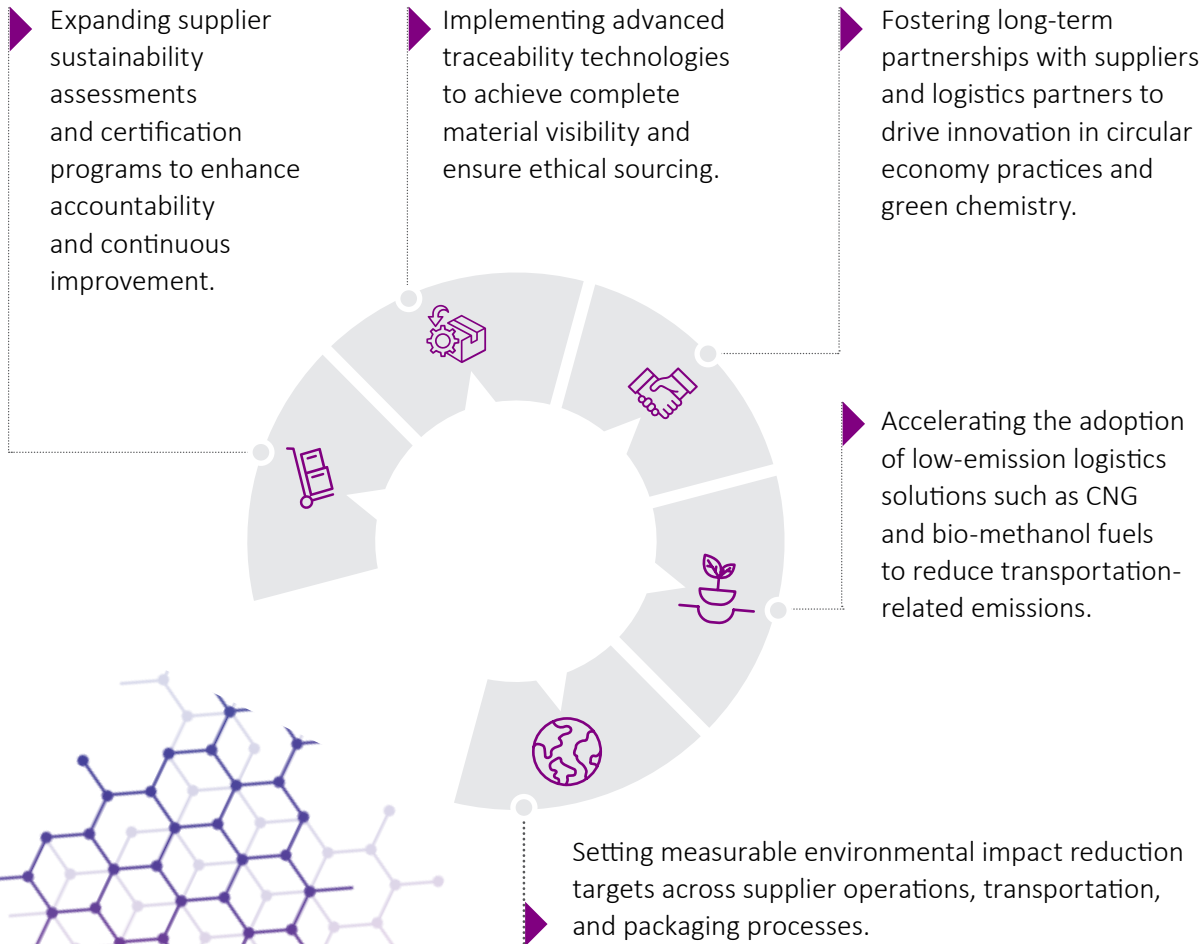 Expanding supplier
sustainability
assessments
and certification
programs to enhance
accountability
and continuous
improvement.
Implementing advanced
traceability technologies
to achieve complete
material visibility and
ensure ethical sourcing.
Fostering long-term
partnerships with suppliers
and logistics partners to
drive innovation in circular
economy practices and
green chemistry.
Accelerating the adoption
of low-emission logistics
solutions such as CNG
and bio-methanol fuels
to reduce transportation-
related emissions.
Setting measurable environmental impact reduction
targets across supplier operations, transportation,
and packaging processes.